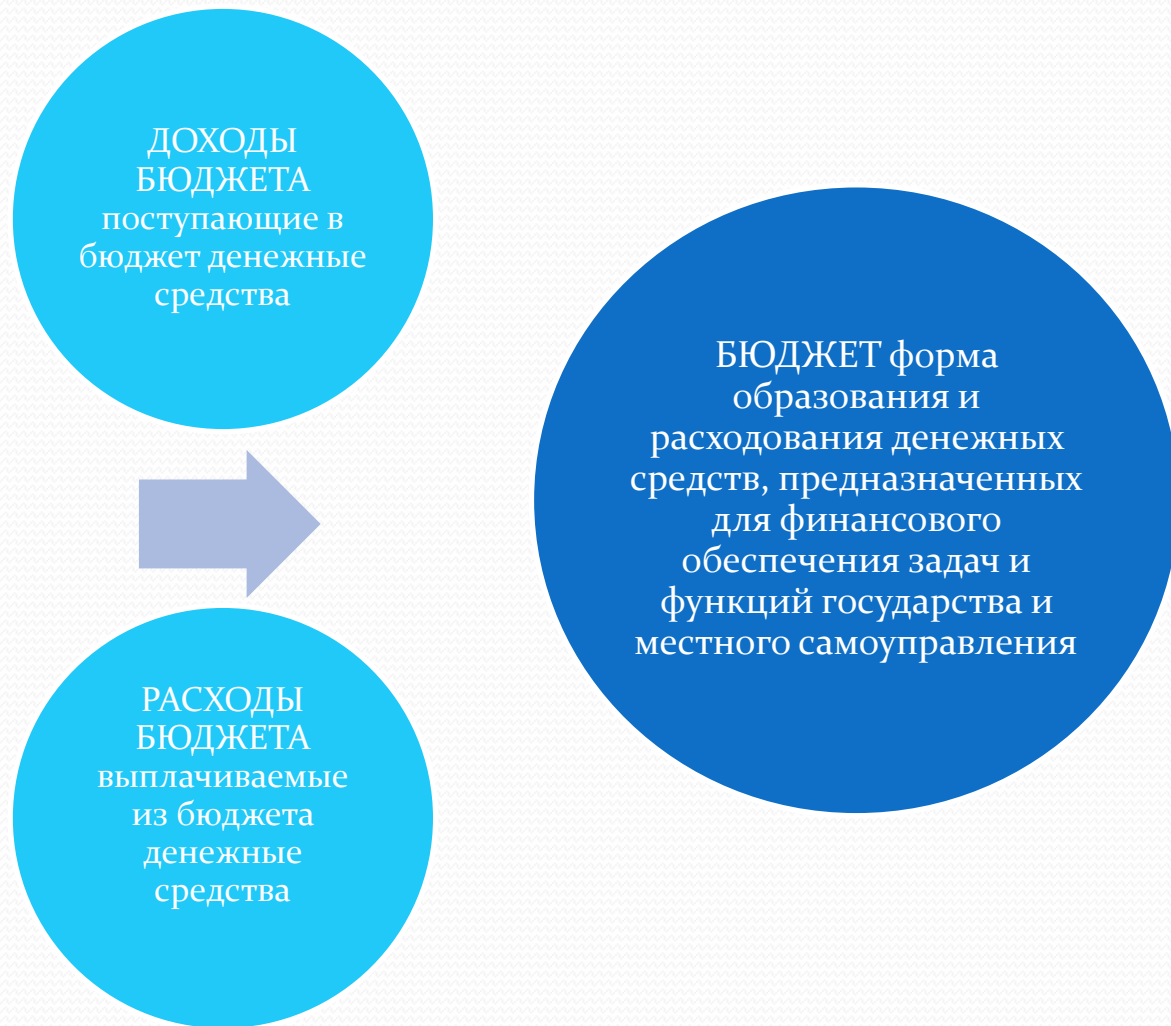 ДОХОДЫ
БЮДЖЕТА
поступающие в
бюджет денежные
средства
РАСХОДЫ
БЮДЖЕТА
выплачиваемые
из бюджета
денежные
средства
БЮДЖЕТ форма
образования и
расходования денежных
средств, предназначенных
для финансового
обеспечения задач и
функций государства и
местного самоуправления